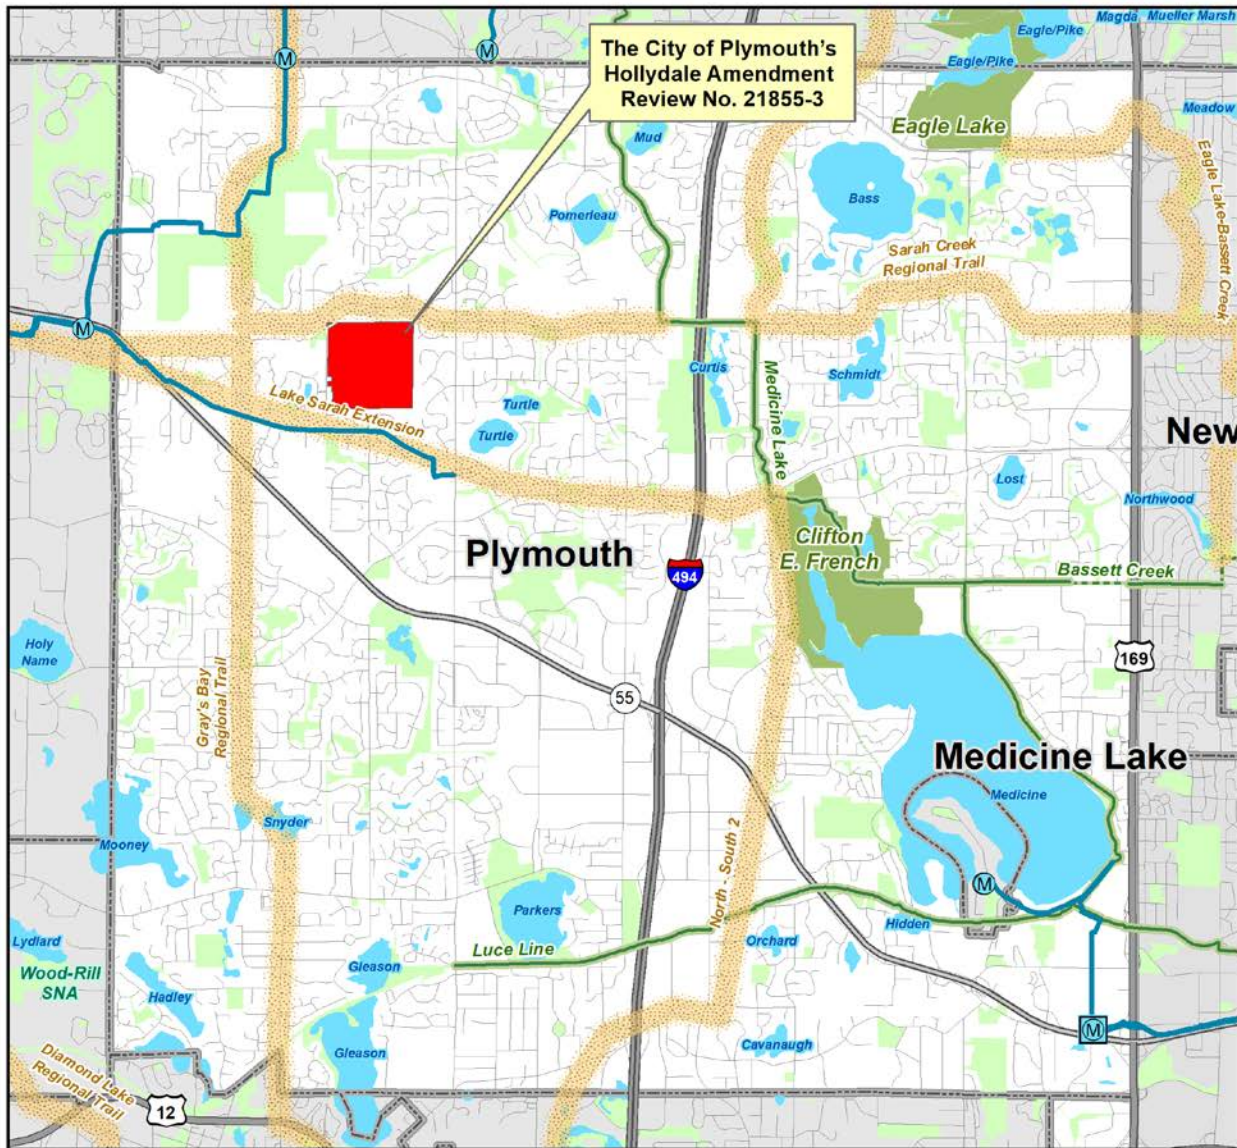 Magda
Mueller Marsh
Eagle/Pike
The City of Plymouth's
Hollydale Amendment
Review No. 21855-3
M
M
Eagle/Pike
Meadow
Mud
Eagle Lake
Eagle Lake-Bassett Creek
Bass
Pomerleau
Sarah Creek
Regional Trail
M
Curtis
Schmidt
Medicine Lake
Lake Sarah Extension
Turtle
Turtle
New
Lost
Northwood
Clifton
E. French
Plymouth
494
Bassett Creek
Holy
Name
169
Gray's Bay
Regional Trail
55
Medicine Lake
Medicine
Snyder
Mooney
North - South 2
M
Parkers
Hidden
Lydiard
Orchard
Luce Line
Wood-Rill
SNA
Gleason
Hadley
M
Cavanaugh
Gleason
Diamond Lake
Regional Trail
12